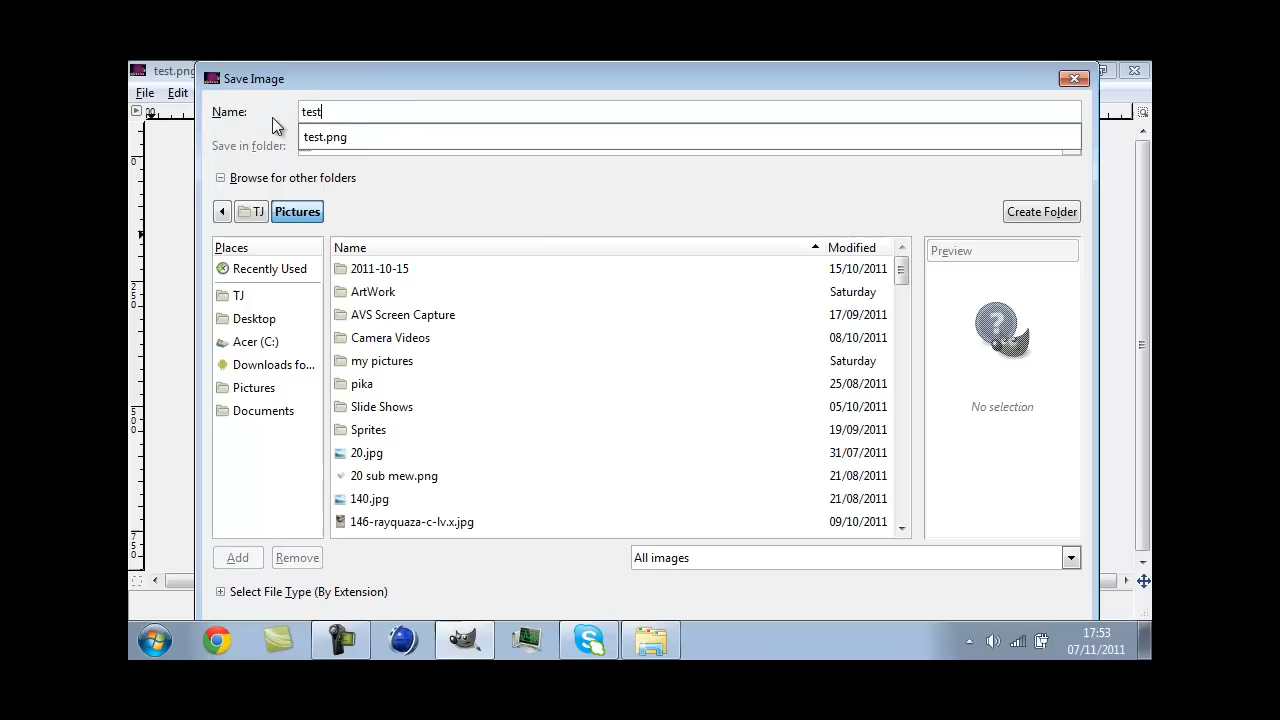 test.png
Save Image
File Edit
Name: test
test.png
Save in folder:
Browse for other folders
TJ Pictures Create Folder
Places Name Modified Preview
Recently Used 2011-10-15 15/10/2011
ArtWork Saturday
TJ AVS Screen Capture 17/09/2011
Desktop Camera Videos 08/10/2011
Acer (C:) my pictures Saturday
Downloads fo... pika 25/08/2011
Pictures Slide Shows 05/10/2011 No selection
Documents Sprites 19/09/2011
20.jpg 31/07/2011
20 sub mew.png 21/08/2011
140.jpg 21/08/2011
146-rayquaza-c-lv.x.jpg 09/10/2011
Add Remove All images
Select File Type (By Extension)
17:53
07/11/2011